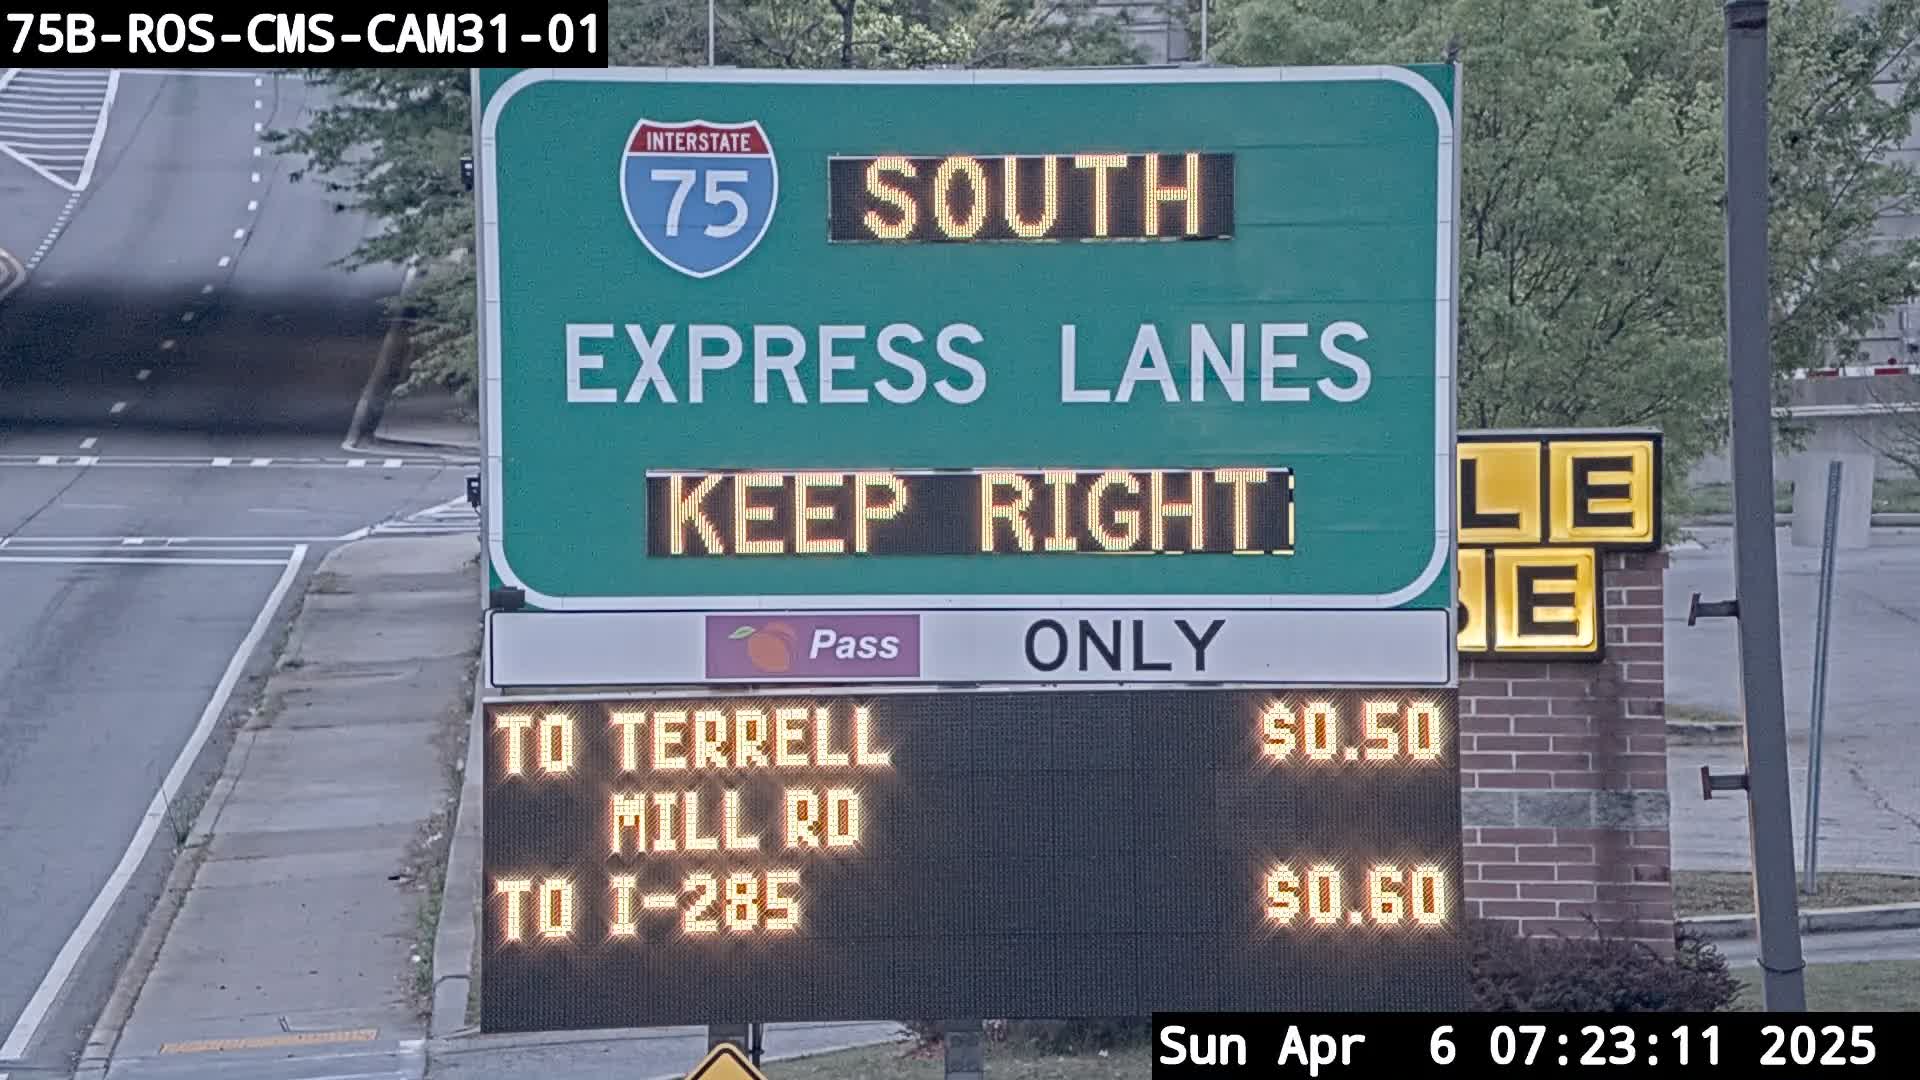 75B-ROS-CMS-CAM31-01
INTERSTATE
75
SOUTH
EXPRESS LANES
KEEP RIGHT
Pass ONLY
TO TERRELL $0.50
MILL RD
TO I-285 $0.60
LE
E
Sun Apr 6 07:23:11 2025